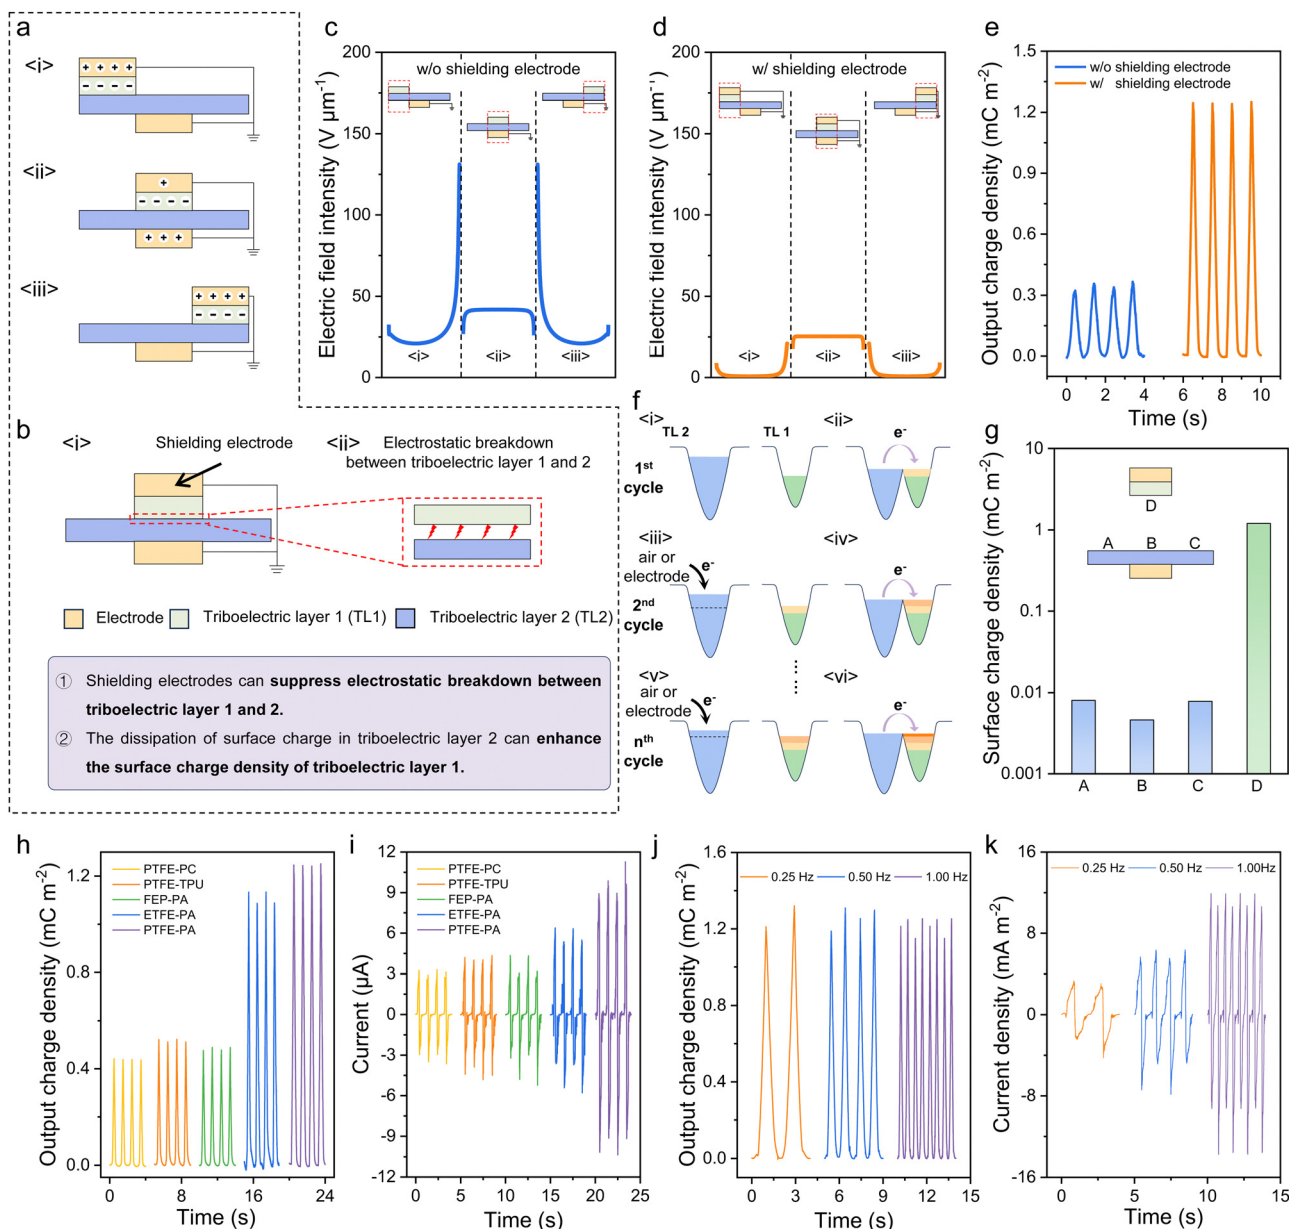 a
<i>
<ii>
<iii>
b
<i>
Shielding electrode
<ii>
Electrostatic breakdown
between triboelectric layer 1 and 2
Electrode
Triboelectric layer 1 (TL1)
Triboelectric layer 2 (TL2)
① Shielding electrodes can suppress electrostatic breakdown between
triboelectric layer 1 and 2.
② The dissipation of surface charge in triboelectric layer 2 can enhance
the surface charge density of triboelectric layer 1.
c
Electric field intensity (V μm⁻¹)
200
150
100
50
0
w/o shielding electrode
<i>
<ii>
<iii>
d
Electric field intensity (V μm⁻¹)
200
150
100
50
0
w/ shielding electrode
<i>
<ii>
<iii>
e
Output charge density (mC m⁻²)
1.5
1.2
0.9
0.6
0.3
0.0
w/o shielding electrode
w/ shielding electrode
0 2 4 6 8 10
Time (s)
f
<i>
<ii>
TL 2
TL 1
e⁻
1st
cycle
<iii>
<iv>
air or
electrode
e⁻
e⁻
2nd
cycle
<v>
<vi>
air or
electrode
e⁻
e⁻
nth
cycle
g
Surface charge density (mC m⁻²)
10
1
0.1
0.01
0.001
D
A B C
A B C D
h
Output charge density (mC m⁻²)
1.2
0.8
0.4
0.0
PTFE-PC
PTFE-TPU
FEP-PA
ETFE-PA
PTFE-PA
0 8 16 24
Time (s)
i
Current (μA)
12
9
6
3
0
-3
-6
-9
-12
PTFE-PC
PTFE-TPU
FEP-PA
ETFE-PA
PTFE-PA
0 5 10 15 20 25
Time (s)
j
Output charge density (mC m⁻²)
1.6
1.2
0.8
0.4
0.0
0.25 Hz 0.50 Hz 1.00 Hz
0 3 6 9 12 15
Time (s)
k
Current density (mA m⁻²)
16
8
0
-8
-16
0.25 Hz 0.50 Hz 1.00Hz
0 5 10 15
Time (s)